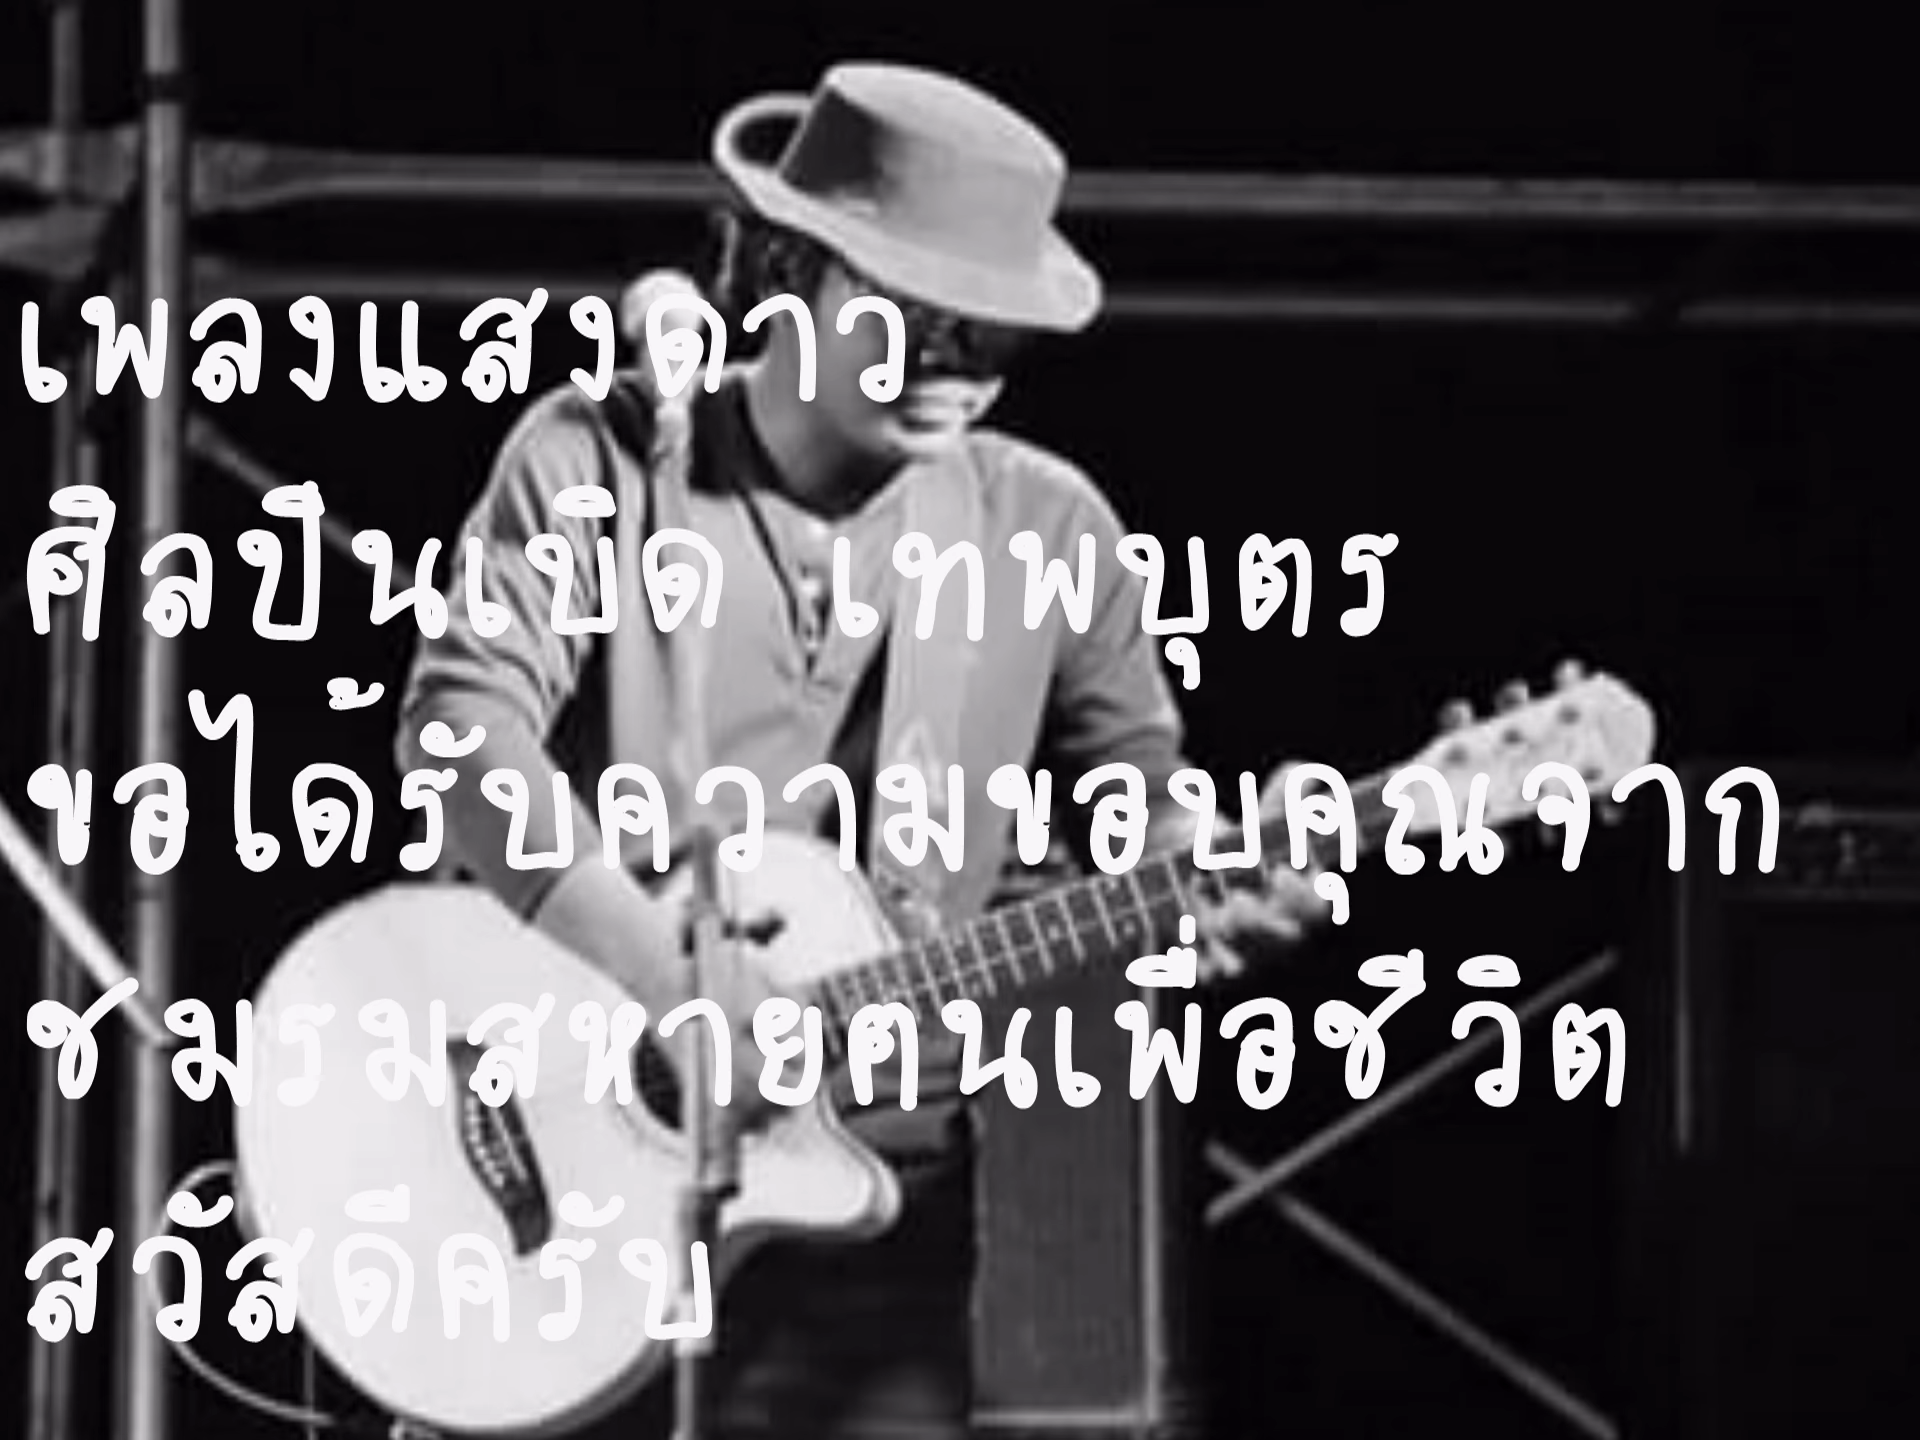 เพลงแสงดาว
ศิลปินเบิด เทพบุตร
ขอได้รับความขอบคุณจาก
ชมรมสหายฅนเพื่อชีวิต
สวัสดีครับ